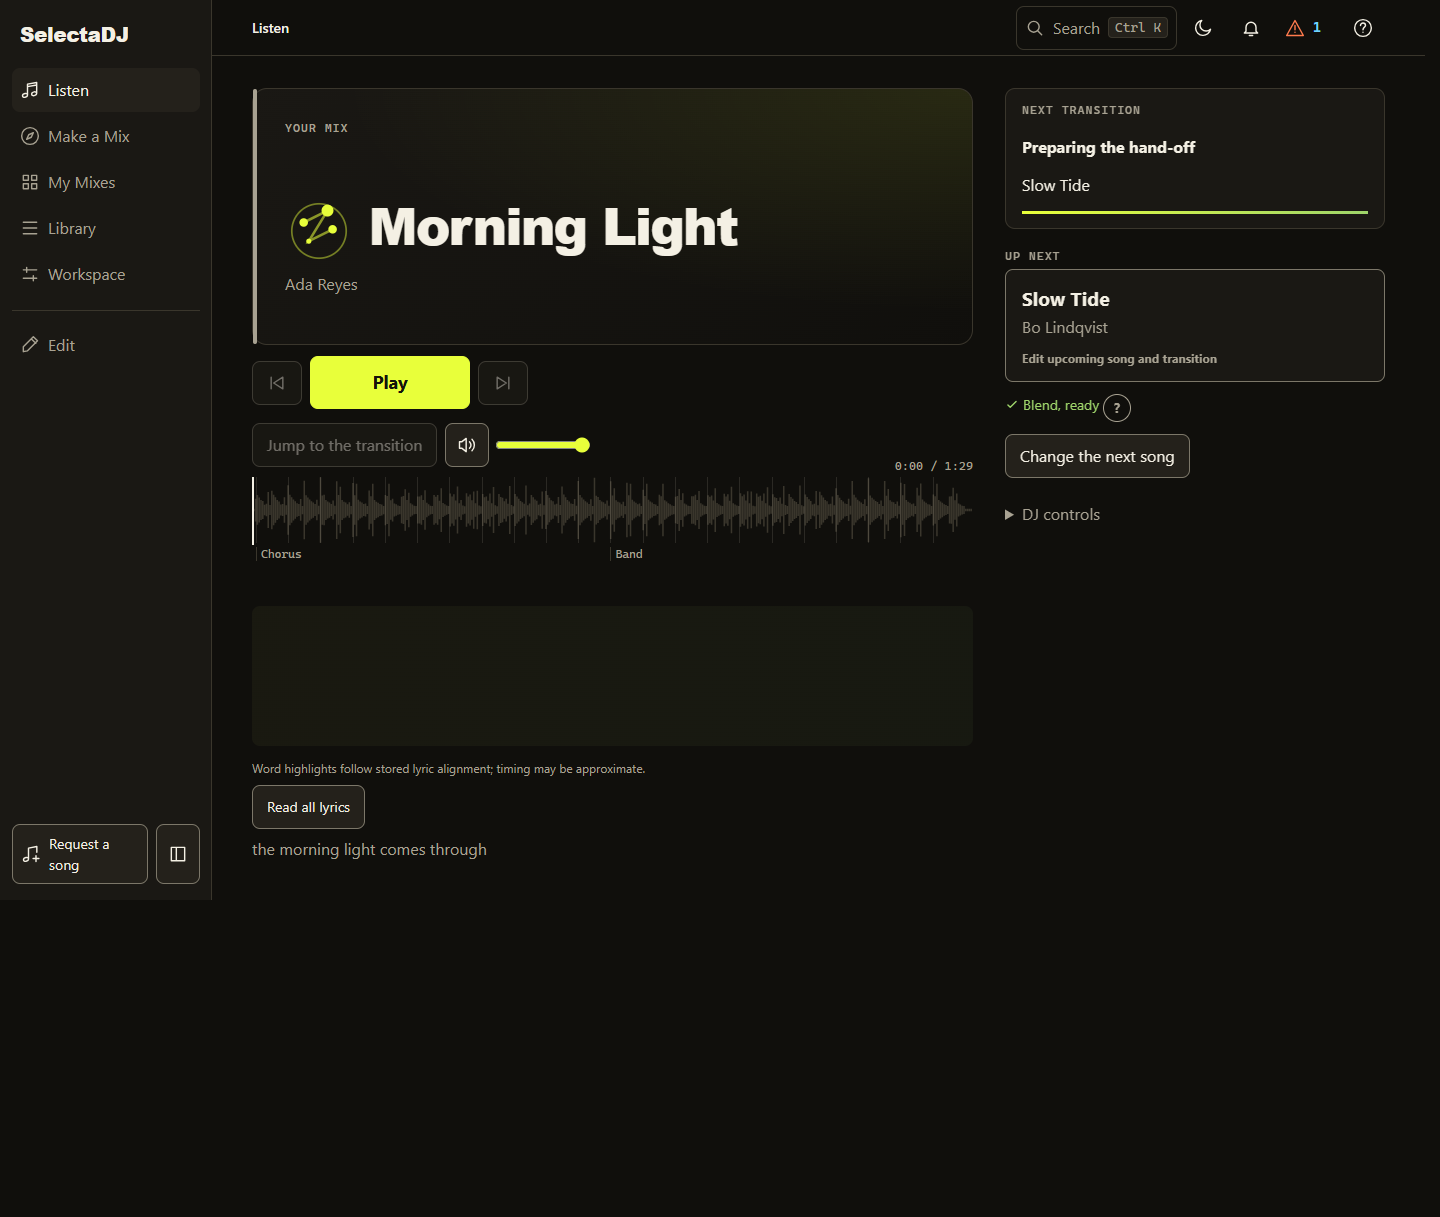 SelectaDJ
Listen
Make a Mix
My Mixes
Library
Workspace
Edit
Request a
song
Listen
Search Ctrl K
1
YOUR MIX
Morning Light
Ada Reyes
Play
Jump to the transition
0:00 / 1:29
Chorus
Band
Word highlights follow stored lyric alignment; timing may be approximate.
Read all lyrics
the morning light comes through
NEXT TRANSITION
Preparing the hand-off
Slow Tide
UP NEXT
Slow Tide
Bo Lindqvist
Edit upcoming song and transition
Blend, ready ?
Change the next song
DJ controls